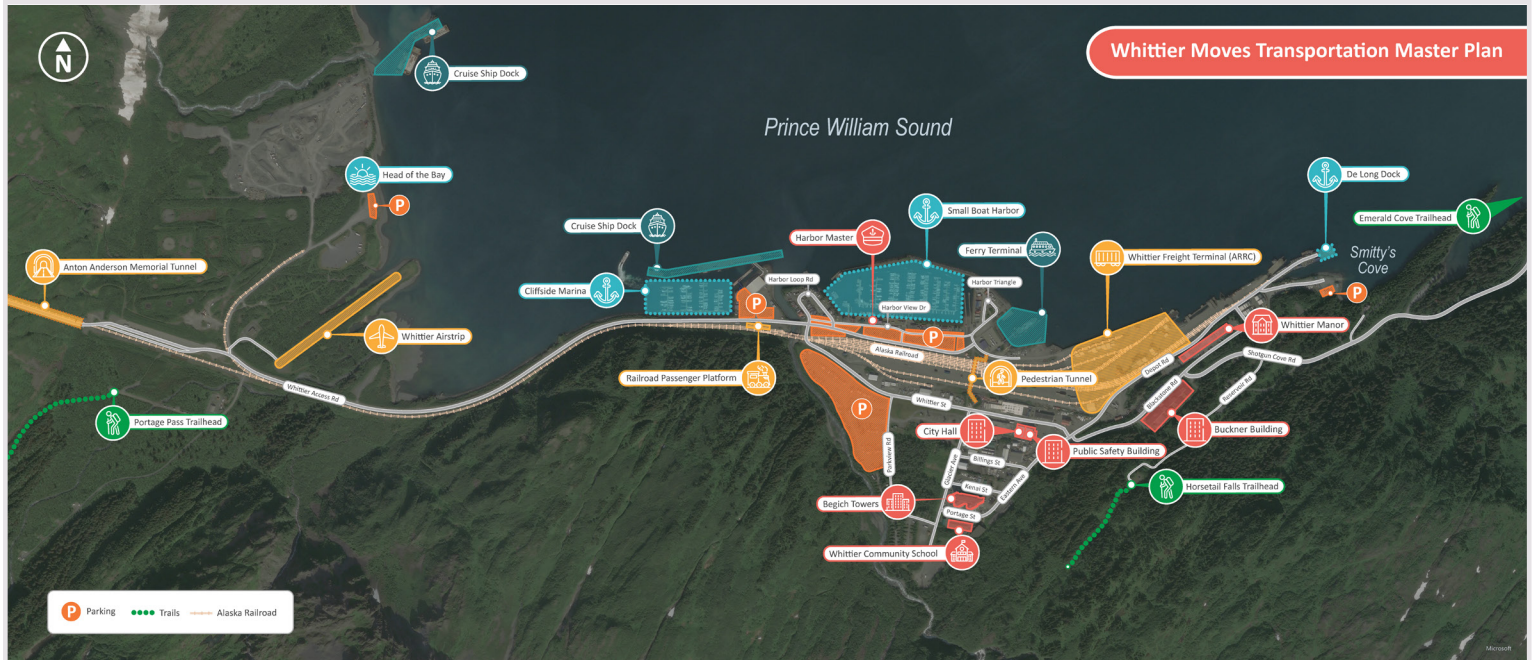 Whittier Moves Transportation Master Plan
N
Cruise Ship Dock
Prince William Sound
Head of the Bay
P
De Long Dock
Emerald Cove Trailhead
Small Boat Harbor
Cruise Ship Dock
Harbor Master
Ferry Terminal
Whittier Freight Terminal (ARRC)
Smitty's
Cove
Anton Anderson Memorial Tunnel
Cliffside Marina
Harbor Loop Rd
Harbor Triangle
P
P
Harbor View Dr
Whittier Manor
Whittier Airstrip
P
Alaska Railroad
Depot Rd
Shotgun Cove Rd
Railroad Passenger Platform
Pedestrian Tunnel
Whittier Access Rd
Blackstone Rd
Reservoir Rd
Whittier St
P
Portage Pass Trailhead
City Hall
Buckner Building
Public Safety Building
Parkview Rd
Glacier Ave
Billings St
Kenai St
Eastern Ave
Horsetail Falls Trailhead
Begich Towers
Portage St
Whittier Community School
P Parking
Trails
Alaska Railroad
Microsoft